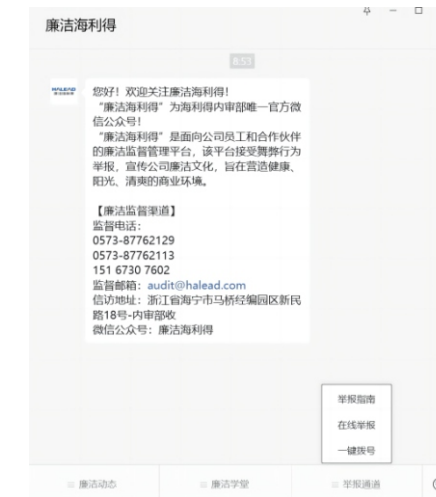 廉洁海利得
8:53
HALEAD
您好！欢迎关注廉洁海利得！
“廉洁海利得”为海利得内审部唯一官方微
信公众号！
“廉洁海利得”是面向公司员工和合作伙伴
的廉洁监督管理平台，该平台接受舞弊行为
举报，宣传公司廉洁文化，旨在营造健康、
阳光、清爽的商业环境。
【廉洁监督渠道】
监督电话：
0573-87762129
0573-87762113
151 6730 7602
监督邮箱：audit@halead.com
信访地址：浙江省海宁市马桥经编园区新民
路18号-内审部收
微信公众号：廉洁海利得
举报指南
在线举报
一键拨号
廉洁动态
廉洁学堂
举报通道